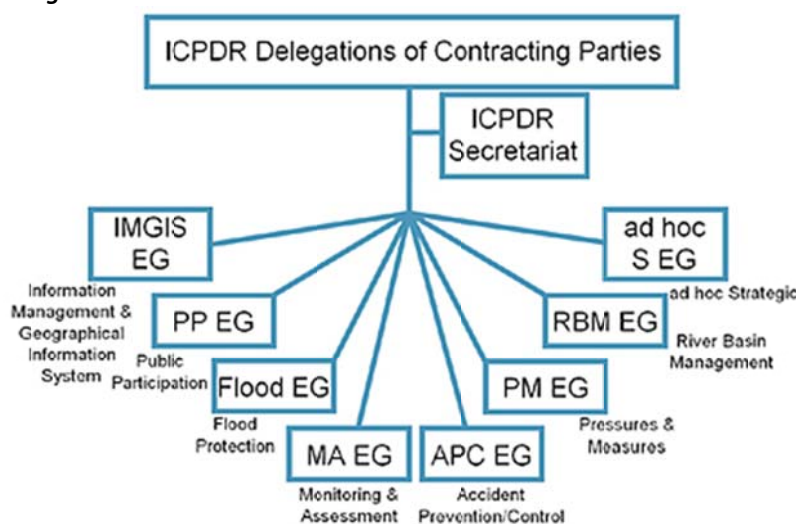 ICPDR Delegations of Contracting Parties
ICPDR
Secretariat
IMGIS
EG
Information
Management &
Geographical
Information
System
PP EG
Public
Participation
Flood EG
Flood
Protection
MA EG
Monitoring &
Assessment
APC EG
Accident
Prevention/Control
PM EG
Pressures &
Measures
RBM EG
River Basin
Management
ad hoc
S EG
ad hoc Strategic